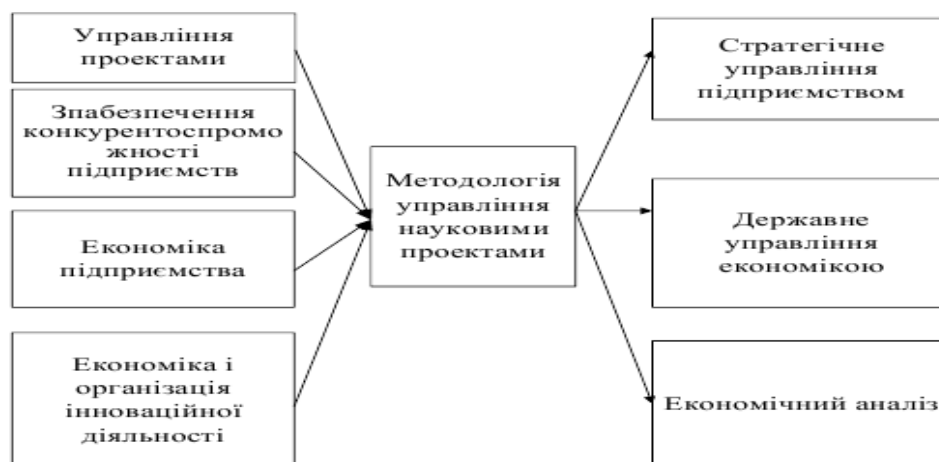 Управління
проектами
Зпабезпечення
конкурентоспромо
жності
підприємств
Економіка
підприємства
Економіка і
організація
інноваційної
діяльності
Методологія
управління
науковими
проектами
Стратегічне
управління
підприємством
Державне
управління
економікою
Економічний аналіз